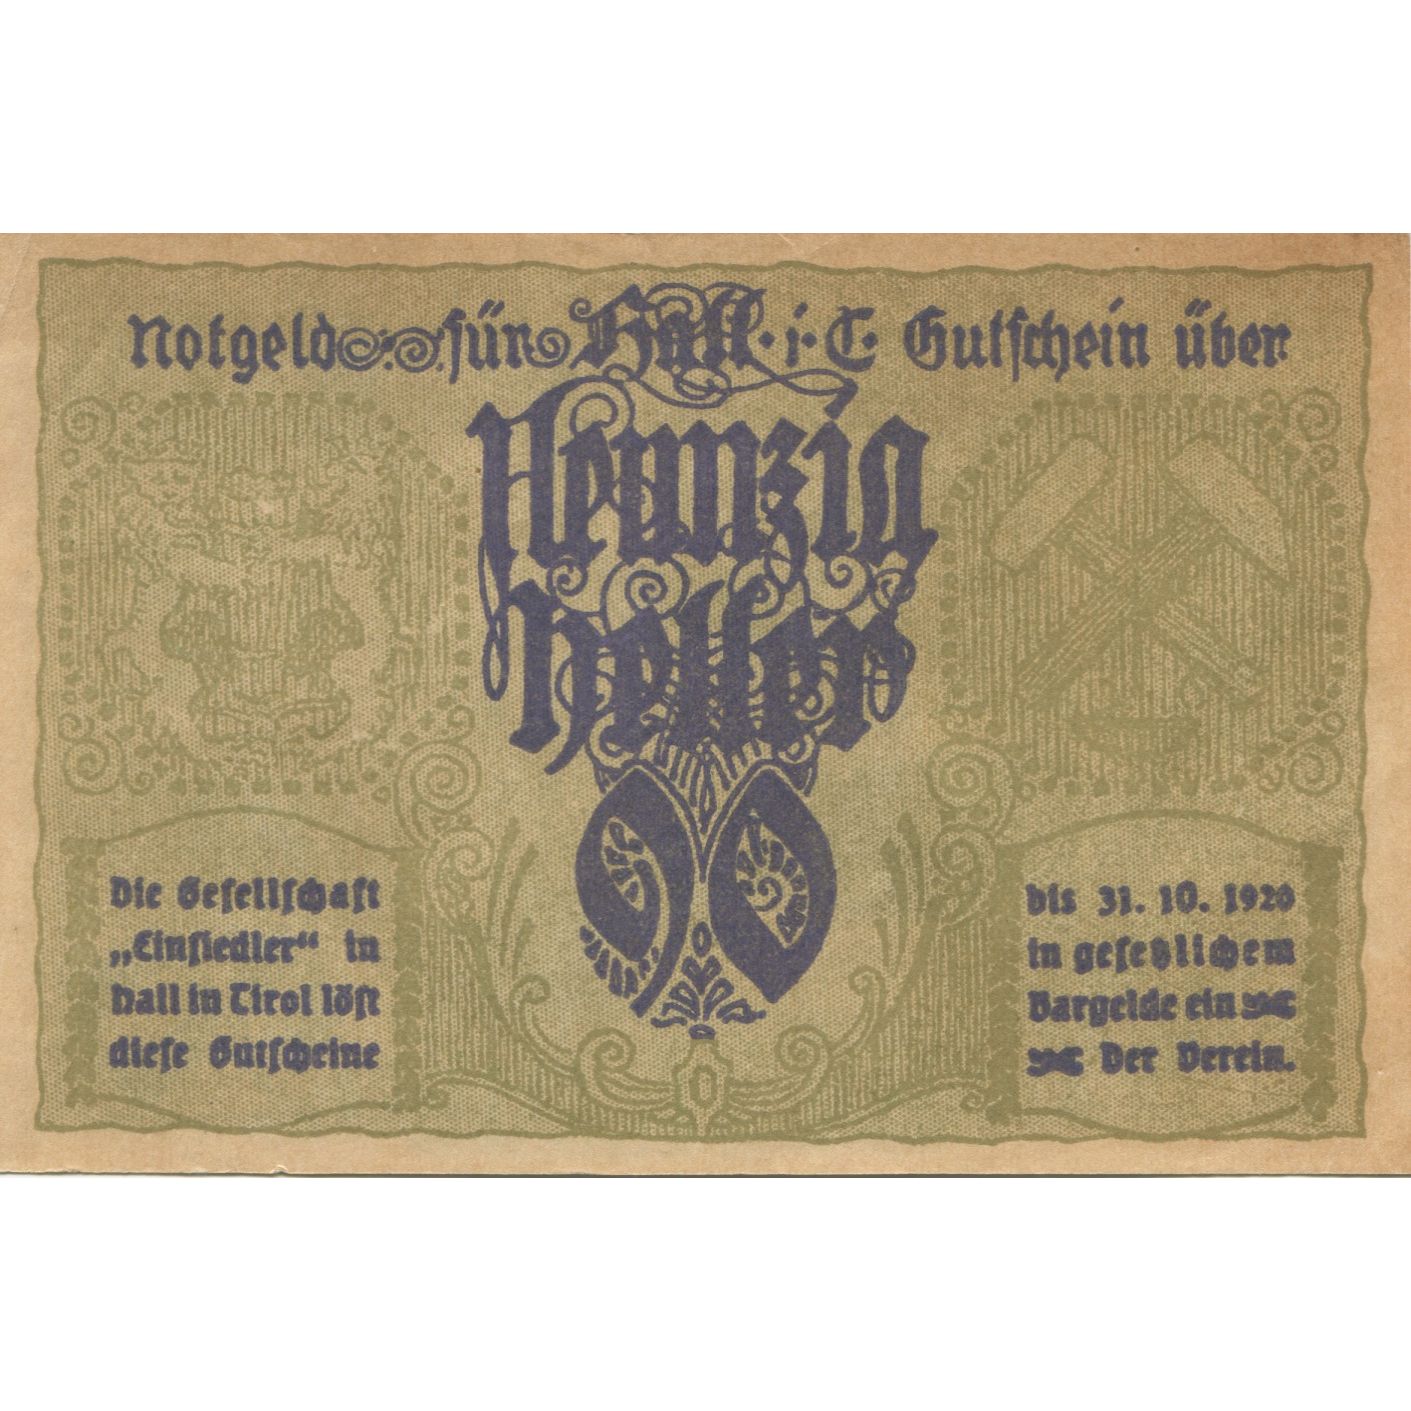 Notgeld für Hall i. T. Gutschein über
Neunzig
Heller
90
Die Gesellschaft
„Einsiedler“ in
Hall in Tirol löst
diese Gutscheine
bis 31. 10. 1920
in gesetzlichem
Bargelde ein
Der Verein.